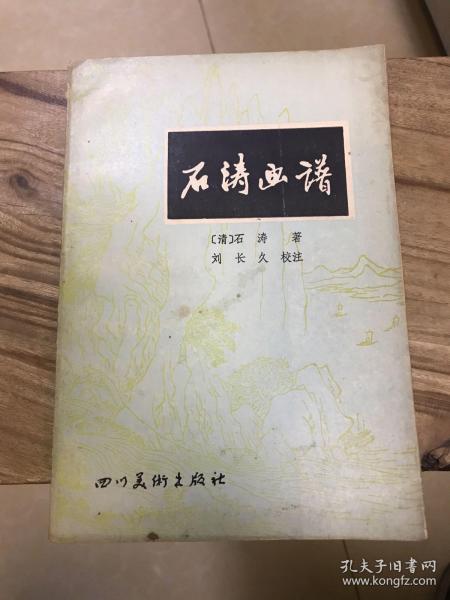 石涛画谱
〔清〕石 涛 著
刘 长 久 校注
四川美術出版社
孔夫子旧书网
www.kongfz.com